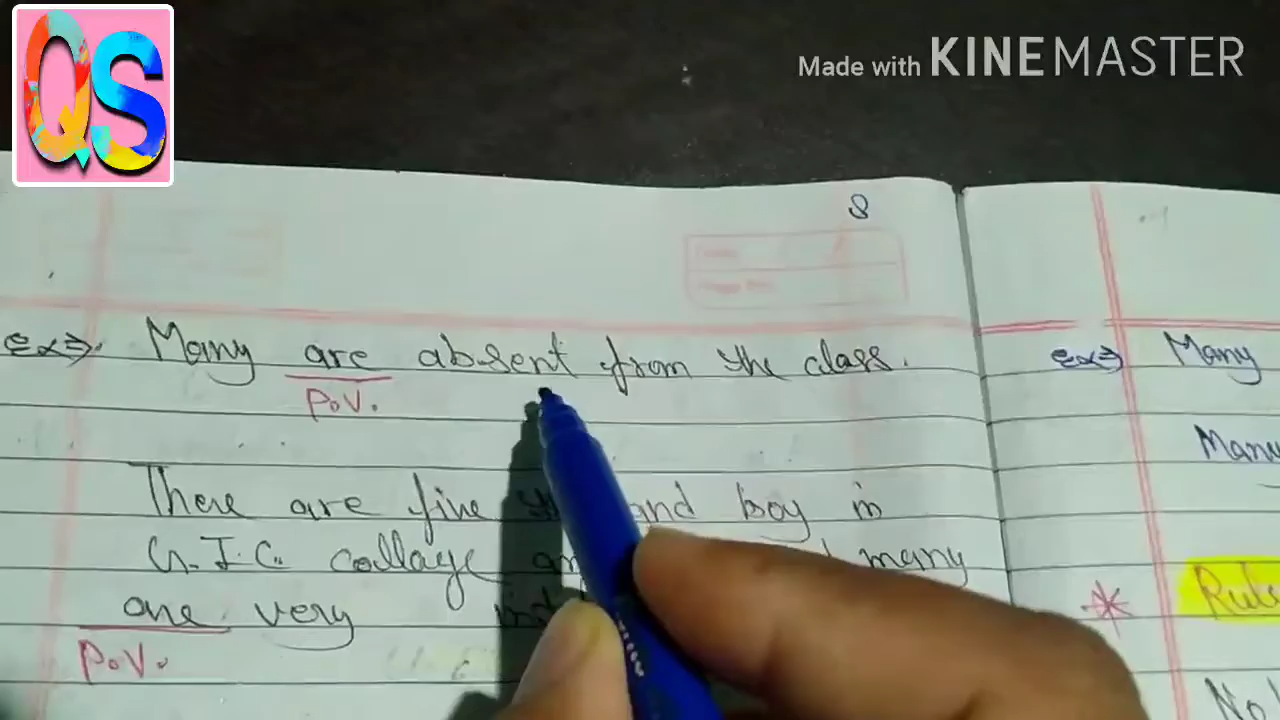 QS
Made with KINEMASTER
8
ex⇒ Many are absent from the class.
P.V.
There are five and boy in
G.I.C. collage many
are very
P.V.
ex⇒ Many
Many
* Rule
No